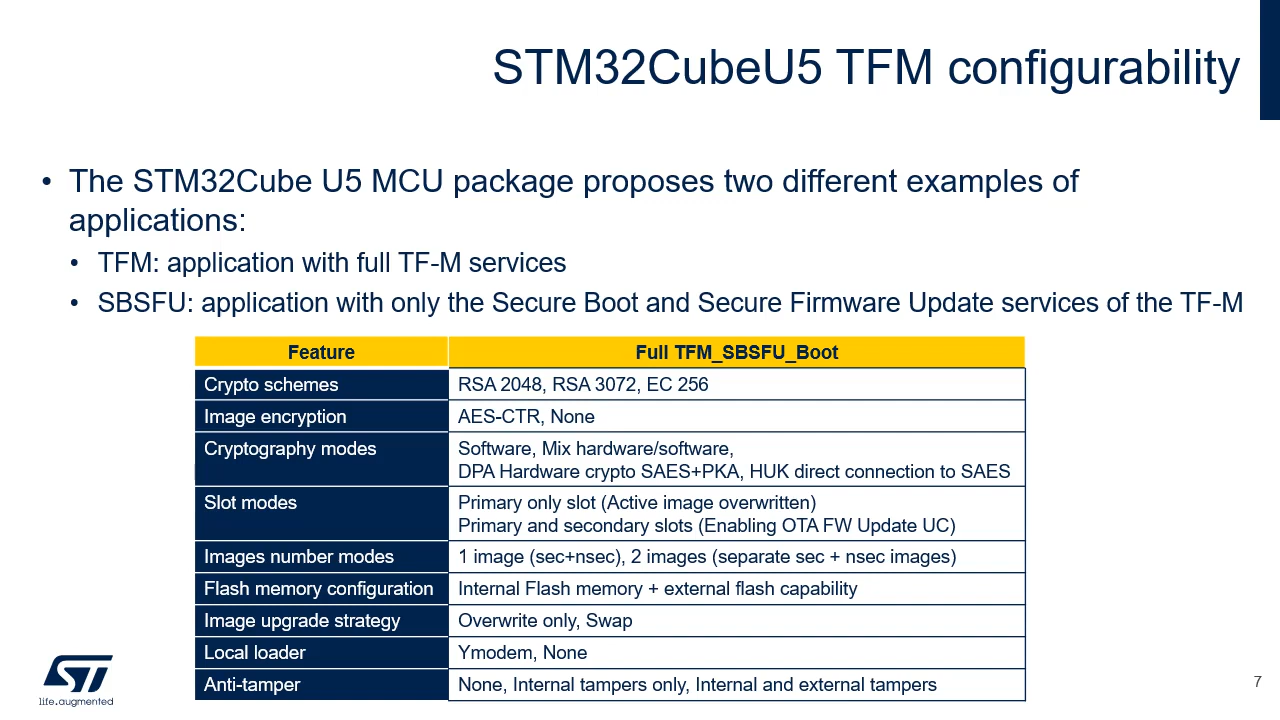 STM32CubeU5 TFM configurability
• The STM32Cube U5 MCU package proposes two different examples of
applications:
• TFM: application with full TF-M services
• SBSFU: application with only the Secure Boot and Secure Firmware Update services of the TF-M
Feature Full TFM_SBSFU_Boot
Crypto schemes RSA 2048, RSA 3072, EC 256
Image encryption AES-CTR, None
Cryptography modes Software, Mix hardware/software,
DPA Hardware crypto SAES+PKA, HUK direct connection to SAES
Slot modes Primary only slot (Active image overwritten)
Primary and secondary slots (Enabling OTA FW Update UC)
Images number modes 1 image (sec+nsec), 2 images (separate sec + nsec images)
Flash memory configuration Internal Flash memory + external flash capability
Image upgrade strategy Overwrite only, Swap
Local loader Ymodem, None
Anti-tamper None, Internal tampers only, Internal and external tampers
ST
life.augmented
7